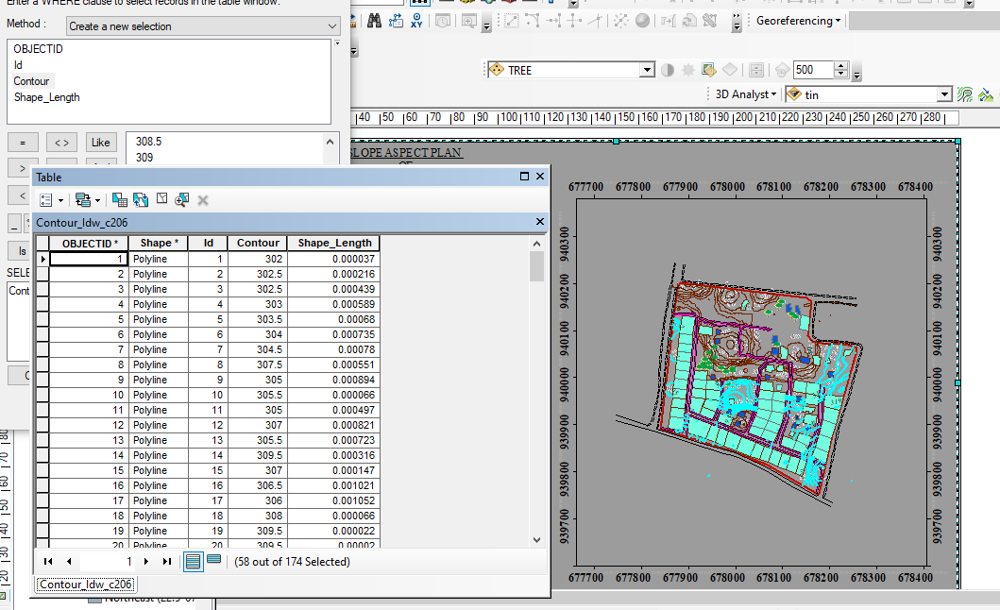 Enter a WHERE clause to select records in the table window.
Method : Create a new selection
OBJECTID
Id
Contour
Shape_Length
= < > Like
308.5
309
>
<
_
Is
SELE
Cont
XY
Georeferencing
TREE
500
3D Analyst
tin
40 50 60 70 80 90 100 110 120 130 140 150 160 170 180 190 200 210 220 230 240 250 260 270 280
SLOPE ASPECT PLAN
OF
Table
Contour_ldw_c206
OBJECTID * Shape * Id Contour Shape_Length
1 Polyline 1 302 0.000037
2 Polyline 2 302.5 0.000216
3 Polyline 3 302.5 0.000439
4 Polyline 4 303 0.000589
5 Polyline 5 303.5 0.00068
6 Polyline 6 304 0.000735
7 Polyline 7 304.5 0.00078
8 Polyline 8 307.5 0.000551
9 Polyline 9 305 0.000894
10 Polyline 10 305.5 0.000066
11 Polyline 11 305 0.000497
12 Polyline 12 307 0.000821
13 Polyline 13 305.5 0.000723
14 Polyline 14 309.5 0.000316
15 Polyline 15 307 0.000147
16 Polyline 16 306.5 0.001021
17 Polyline 17 306 0.001052
18 Polyline 18 308 0.000066
19 Polyline 19 309.5 0.000022
20 Polyline 20 309.5 0.00002
1 (58 out of 174 Selected)
Contour_ldw_c206
677700 677800 677900 678000 678100 678200 678300 678400
940300 940300
940200 940200
940100 940100
940000 940000
939900 939900
939800 939800
939700 939700
677700 677800 677900 678000 678100 678200 678300 678400